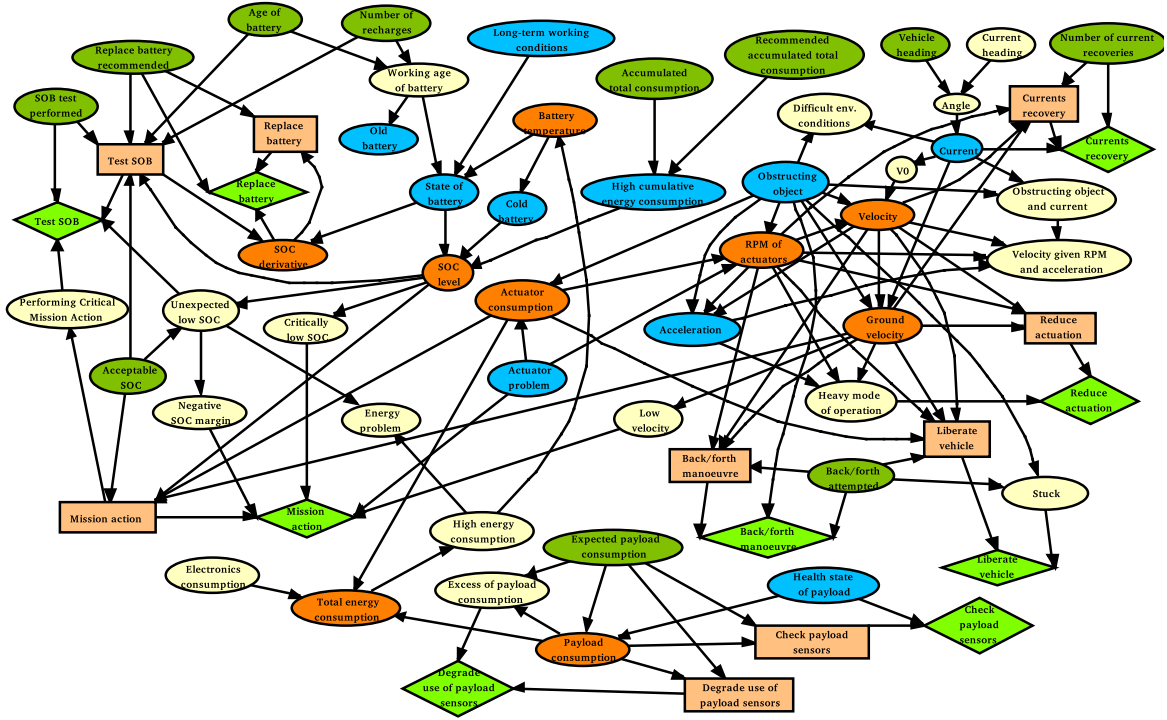 Age of
battery
Number of
recharges
Long-term working
conditions
Recommended
accumulated total
consumption
Vehicle
heading
Current
heading
Number of current
recoveries
Replace battery
recommended
Working age
of battery
Accumulated
total consumption
SOB test
performed
Replace
battery
Old
battery
Battery
temperature
Difficult env.
conditions
Angle
Currents
recovery
Test SOB
Current
Currents
recovery
Replace
battery
State of
battery
Cold
battery
High cumulative
energy consumption
Obstructing
object
V0
Obstructing object
and current
Test SOB
Velocity
SOC
derivative
SOC
level
RPM of
actuators
Velocity given RPM
and acceleration
Performing Critical
Mission Action
Unexpected
low SOC
Critically
low SOC
Actuator
consumption
Acceleration
Ground
velocity
Reduce
actuation
Acceptable
SOC
Actuator
problem
Negative
SOC margin
Energy
problem
Low
velocity
Heavy mode
of operation
Reduce
actuation
Liberate
vehicle
Back/forth
manoeuvre
Back/forth
attempted
Stuck
Mission action
Mission
action
High energy
consumption
Expected payload
consumption
Back/forth
manoeuvre
Liberate
vehicle
Electronics
consumption
Excess of payload
consumption
Health state
of payload
Total energy
consumption
Check
payload
sensors
Payload
consumption
Check payload
sensors
Degrade
use of payload
sensors
Degrade use of
payload sensors